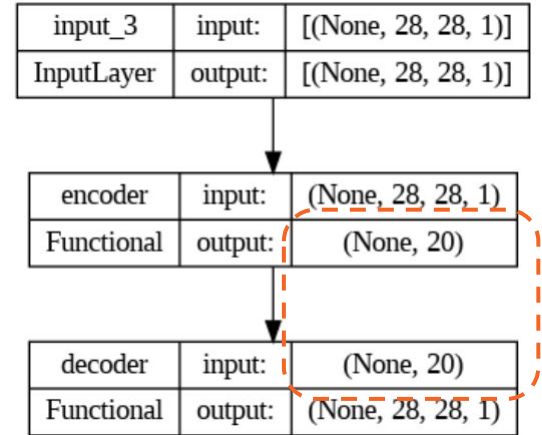 input_3 input: [(None, 28, 28, 1)]
InputLayer output: [(None, 28, 28, 1)]
encoder input: (None, 28, 28, 1)
Functional output: (None, 20)
decoder input: (None, 20)
Functional output: (None, 28, 28, 1)